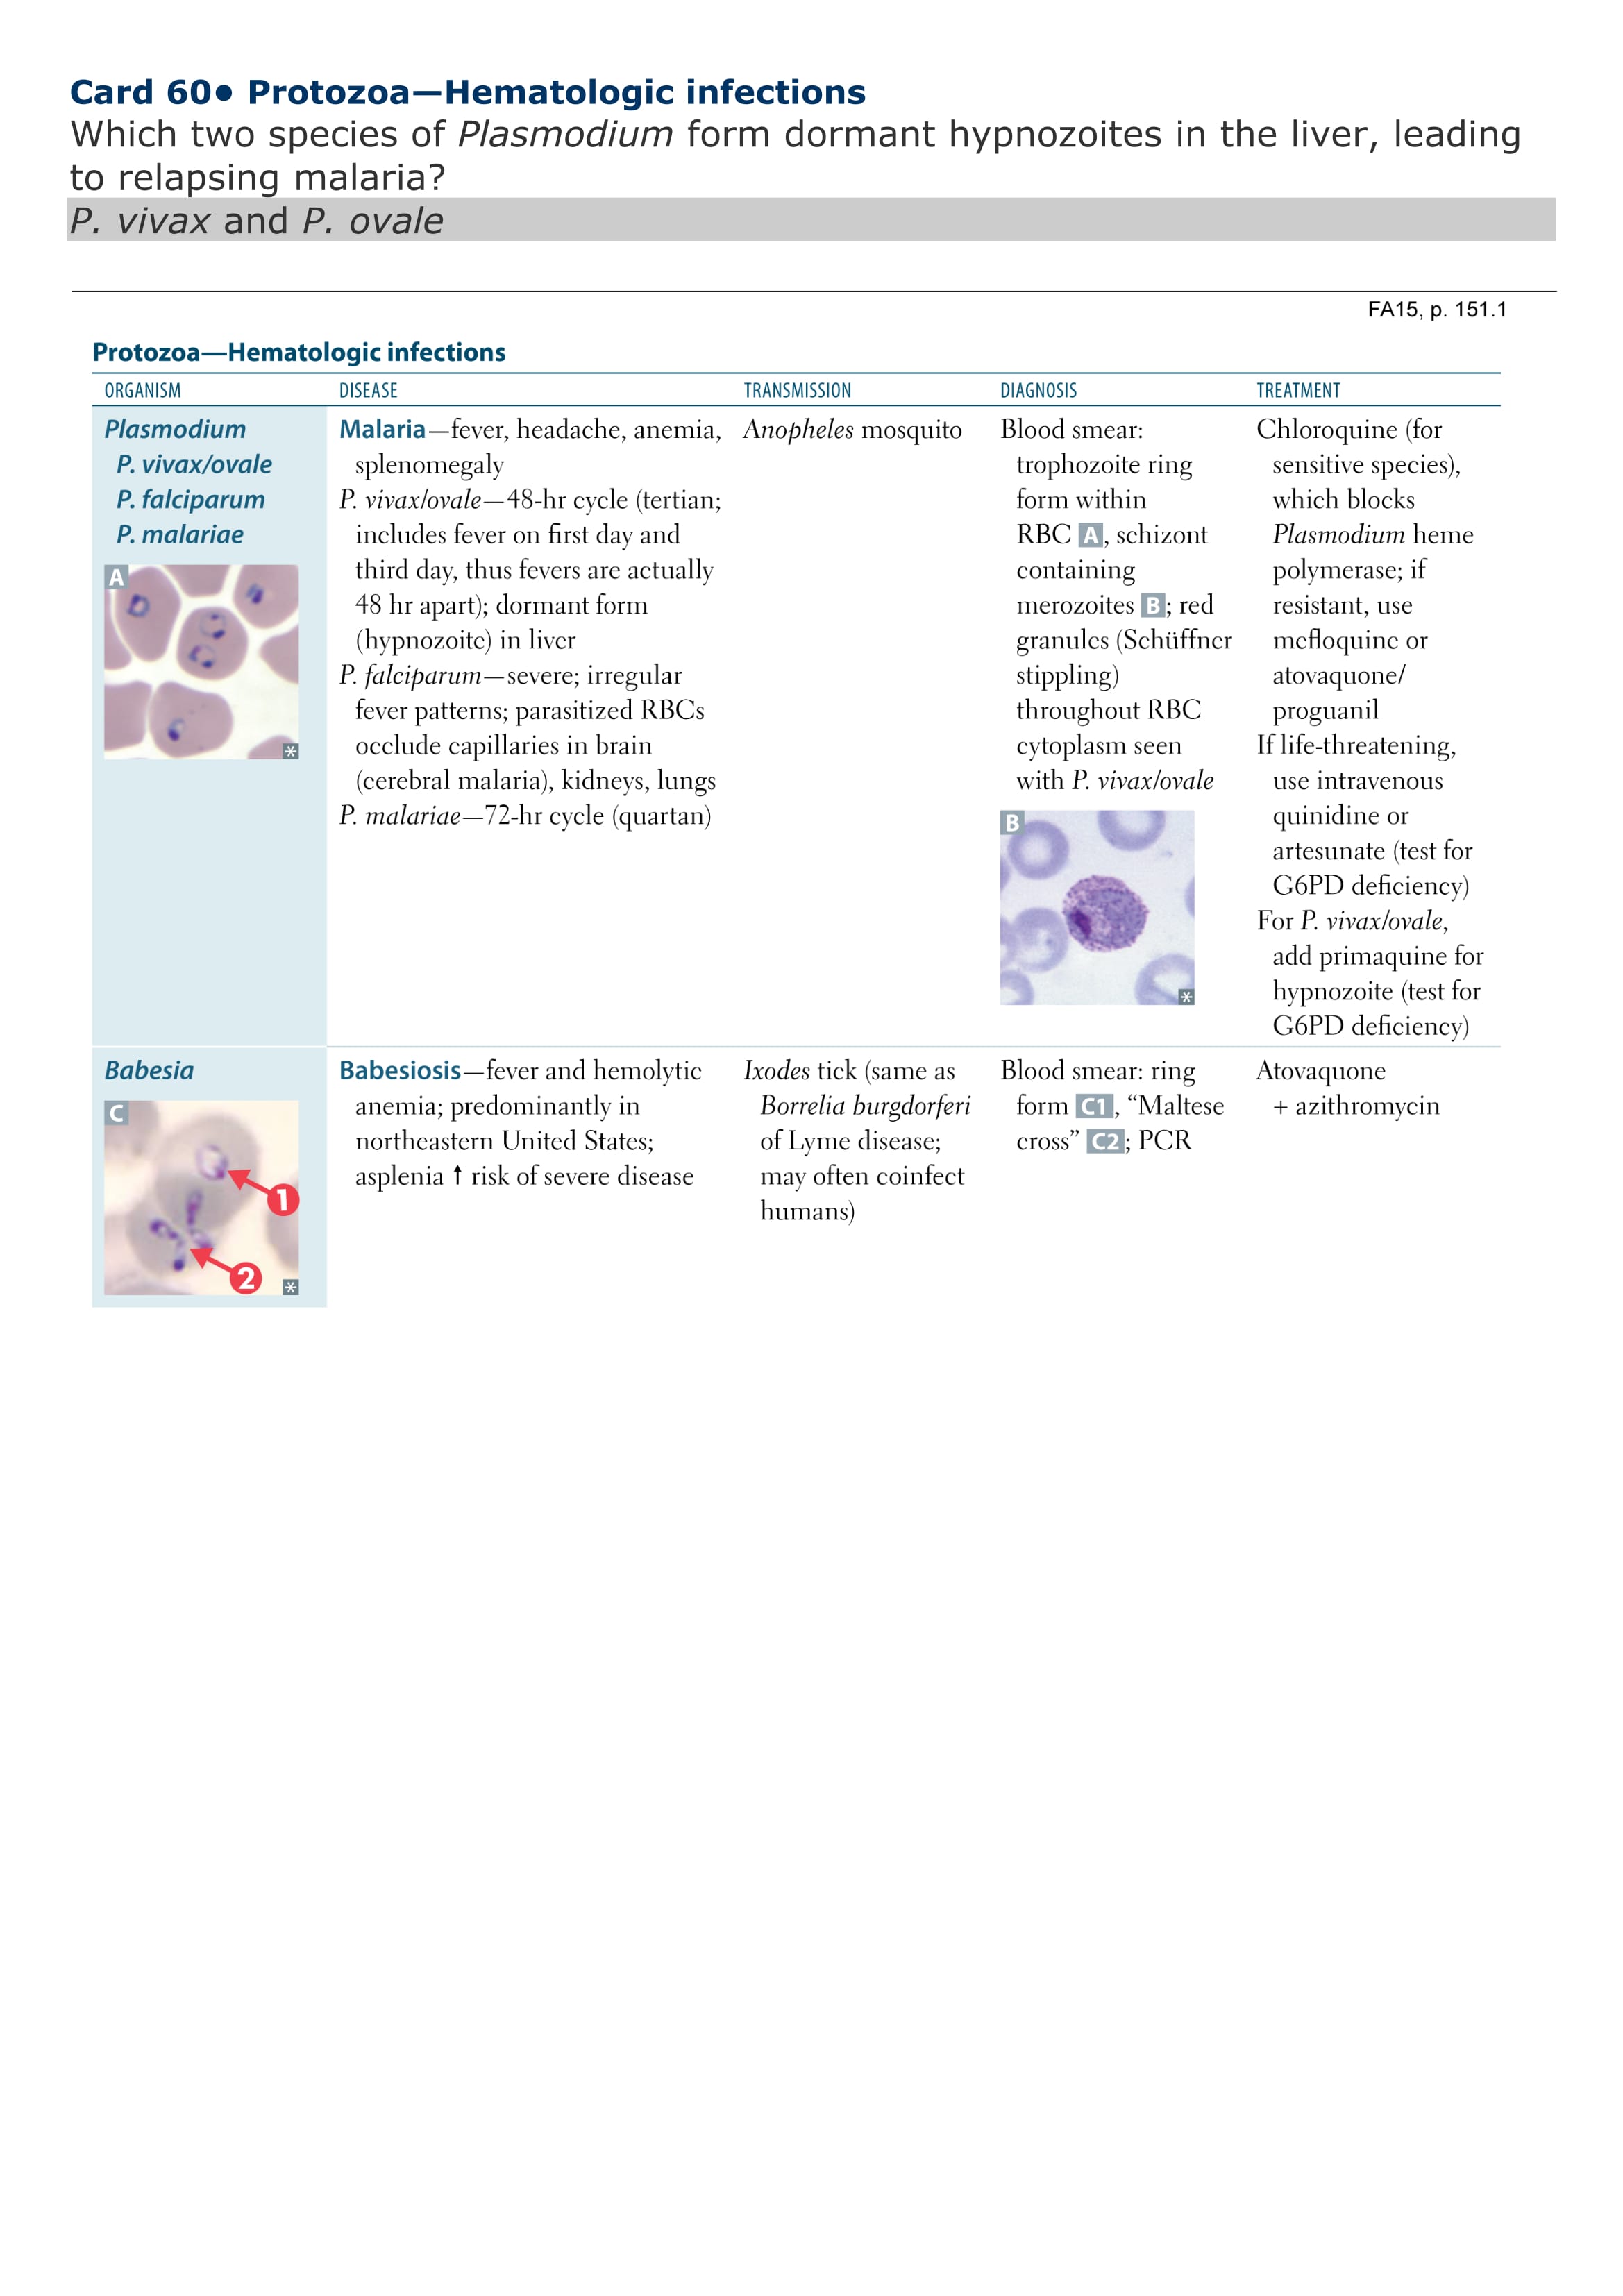 Card 60• Protozoa—Hematologic infections
Which two species of Plasmodium form dormant hypnozoites in the liver, leading
to relapsing malaria?
P. vivax and P. ovale
FA15, p. 151.1
Protozoa—Hematologic infections
ORGANISM DISEASE TRANSMISSION DIAGNOSIS TREATMENT
Plasmodium
P. vivax/ovale
P. falciparum
P. malariae
A
*
Malaria—fever, headache, anemia,
splenomegaly
P. vivax/ovale—48-hr cycle (tertian;
includes fever on first day and
third day, thus fevers are actually
48 hr apart); dormant form
(hypnozoite) in liver
P. falciparum—severe; irregular
fever patterns; parasitized RBCs
occlude capillaries in brain
(cerebral malaria), kidneys, lungs
P. malariae—72-hr cycle (quartan)
Anopheles mosquito
Blood smear:
trophozoite ring
form within
RBC A, schizont
containing
merozoites B; red
granules (Schüffner
stippling)
throughout RBC
cytoplasm seen
with P. vivax/ovale
B
*
Chloroquine (for
sensitive species),
which blocks
Plasmodium heme
polymerase; if
resistant, use
mefloquine or
atovaquone/
proguanil
If life-threatening,
use intravenous
quinidine or
artesunate (test for
G6PD deficiency)
For P. vivax/ovale,
add primaquine for
hypnozoite (test for
G6PD deficiency)
Babesia
C
1
2
*
Babesiosis—fever and hemolytic
anemia; predominantly in
northeastern United States;
asplenia ↑ risk of severe disease
Ixodes tick (same as
Borrelia burgdorferi
of Lyme disease;
may often coinfect
humans)
Blood smear: ring
form C1, “Maltese
cross” C2; PCR
Atovaquone
+ azithromycin